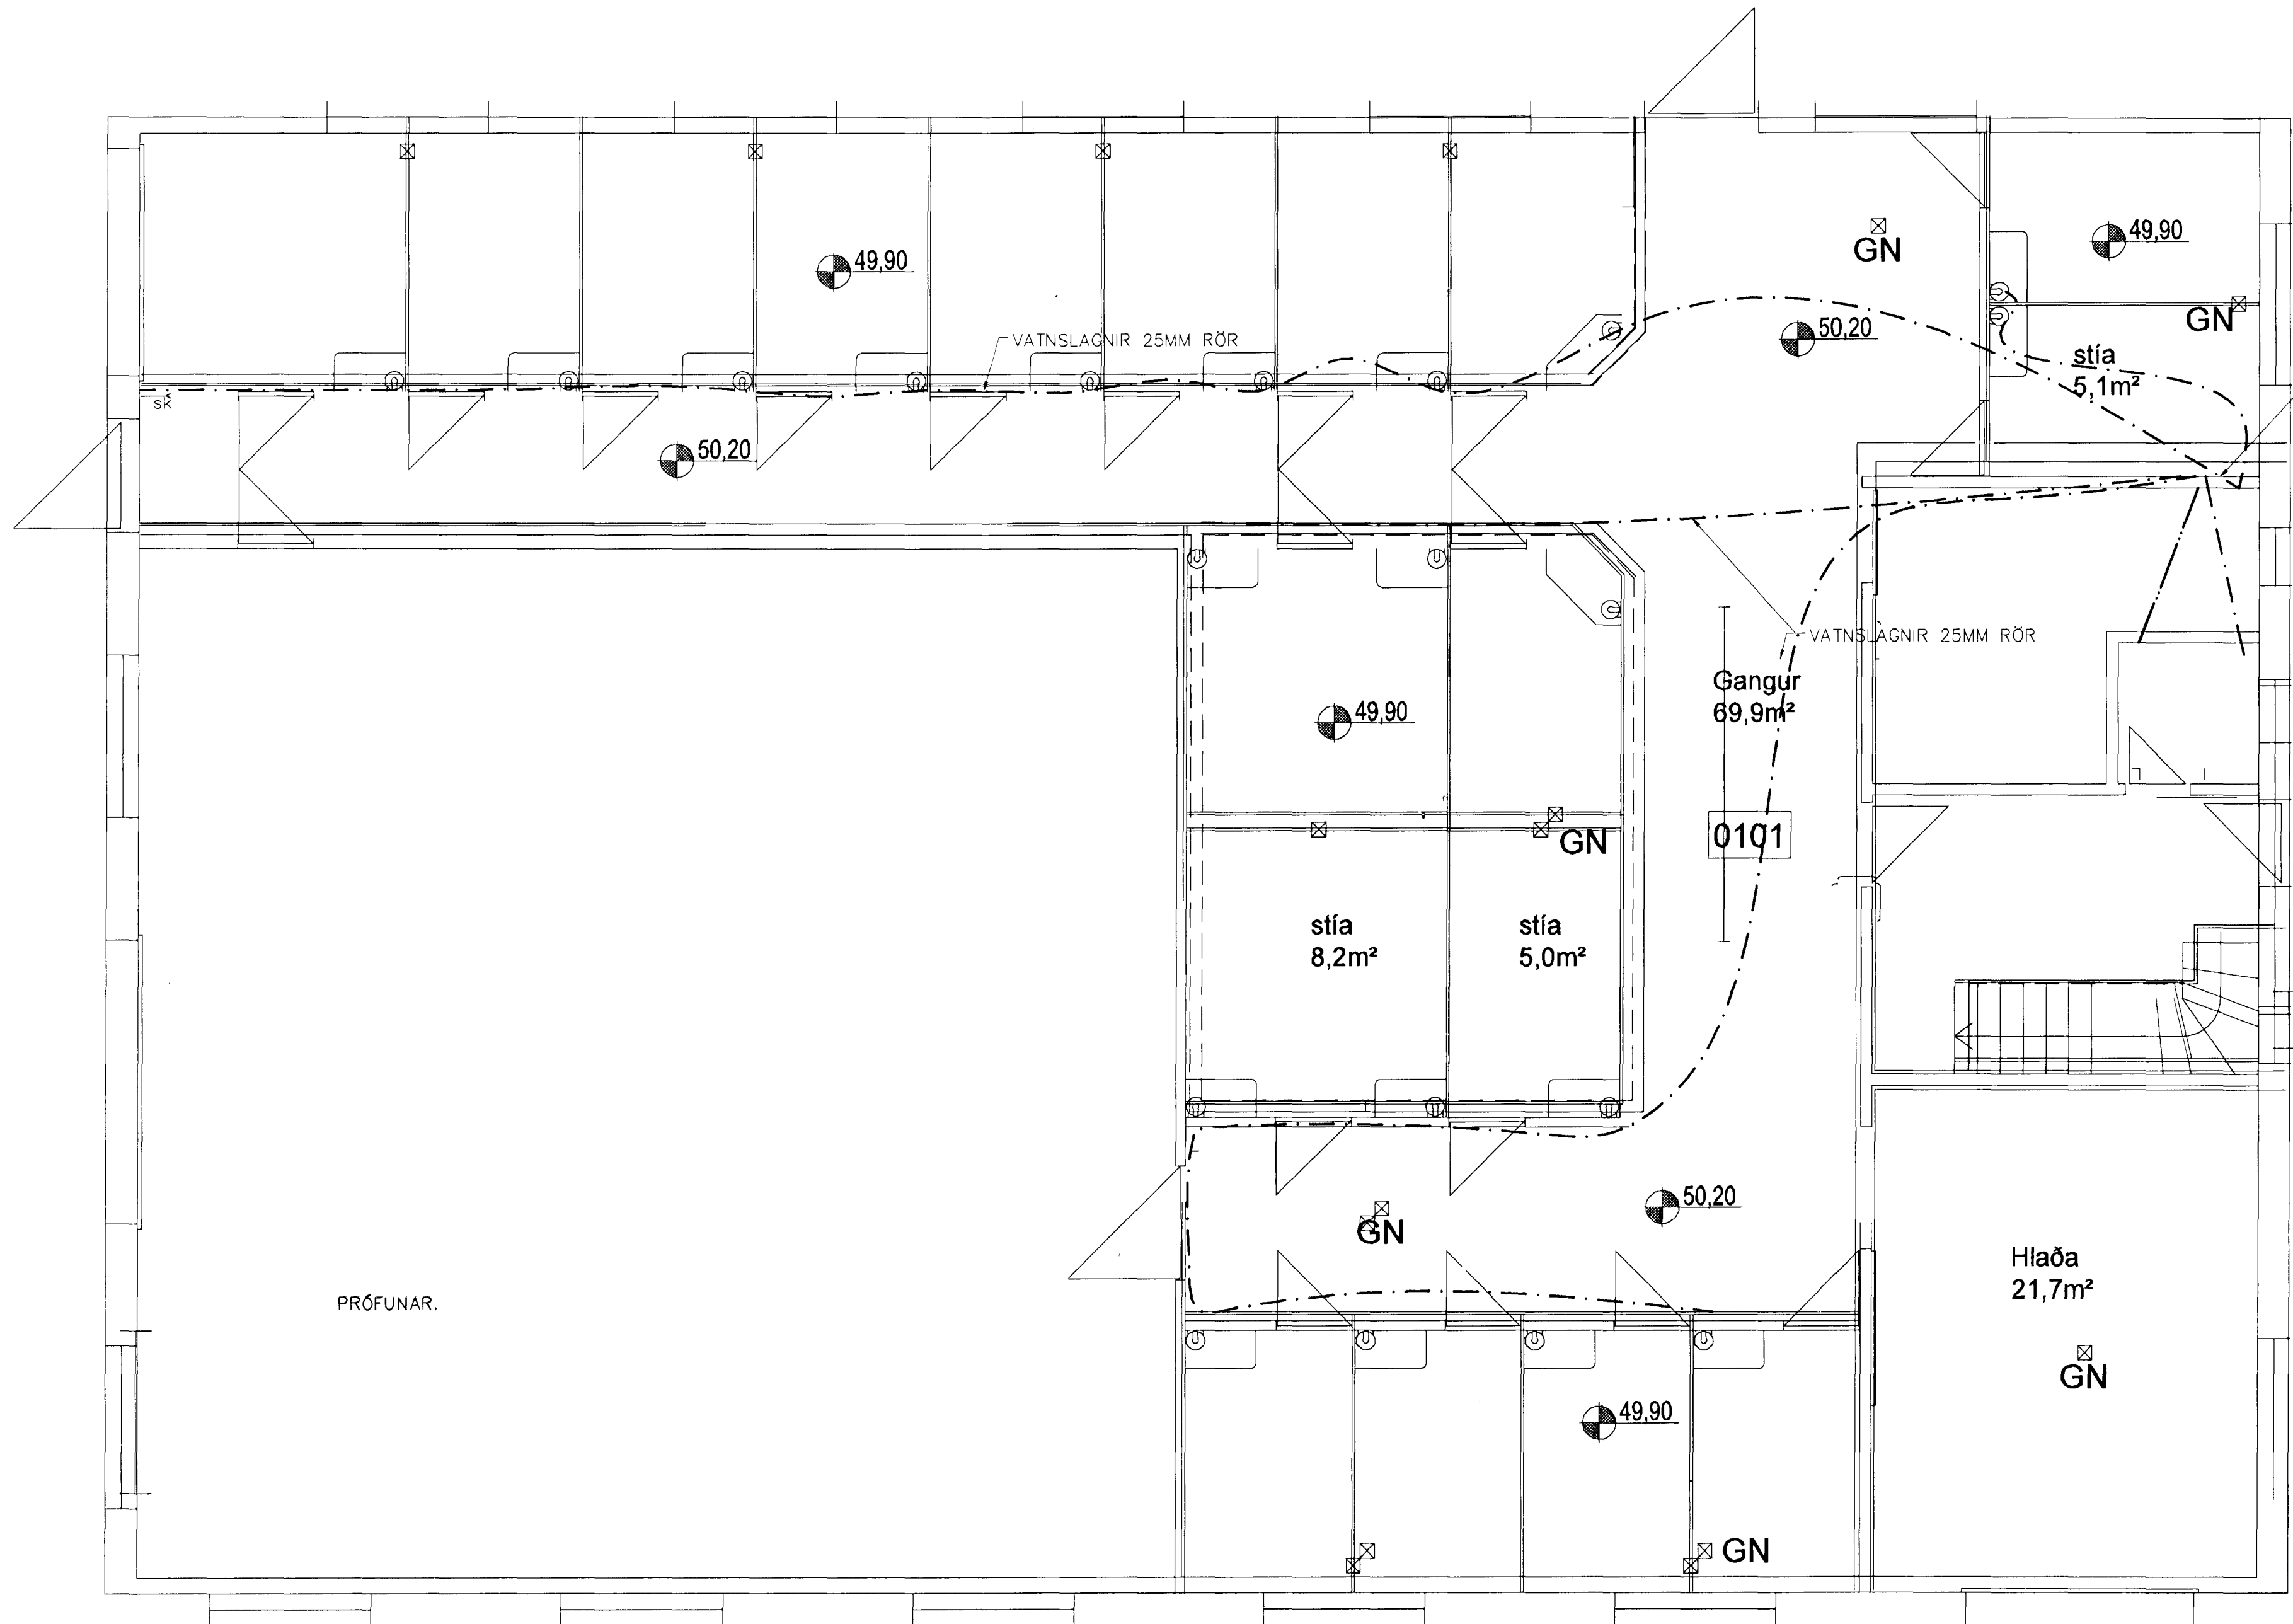 49,90
GN
49,90
GN
VATNSLAGNIR 25MM RÖR
50,20
stía
5,1m²
sk
50,20
VATNSLAGNIR 25MM RÖR
Gangur
69,9m²
49,90
GN
0101
stía
8,2m²
stía
5,0m²
50,20
GN
Hlaða
21,7m²
PRÓFUNAR.
GN
49,90
GN